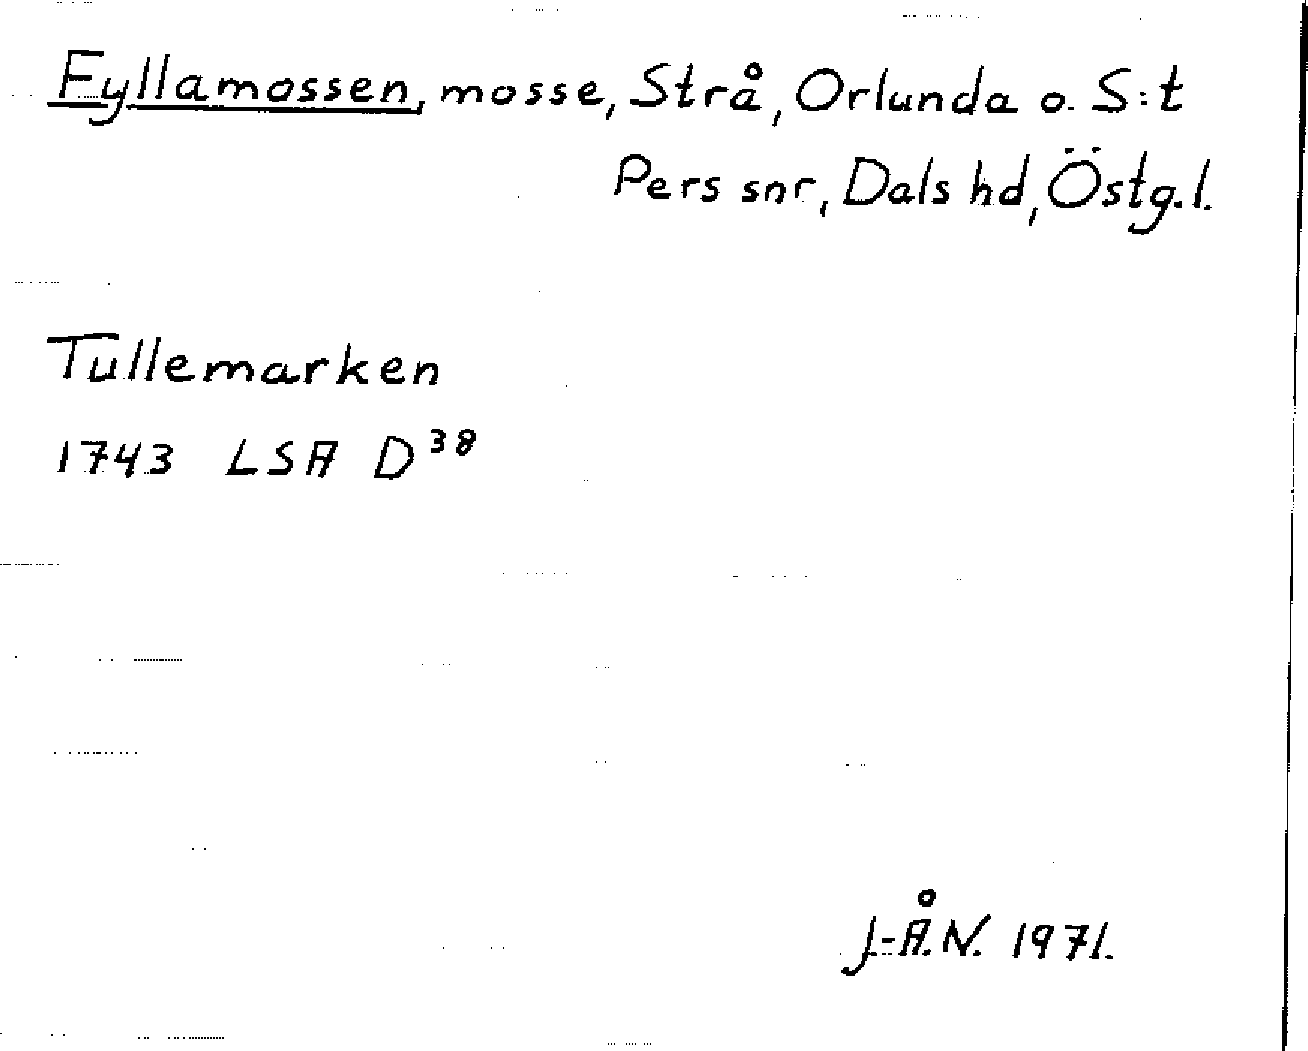 Fyllamossen, mosse, Strå, Orlunda o. S:t
Pers snr, Dals hd, Östg.l.
Tullemarken
1743 LSA D³⁸
J-Å.N. 1971.